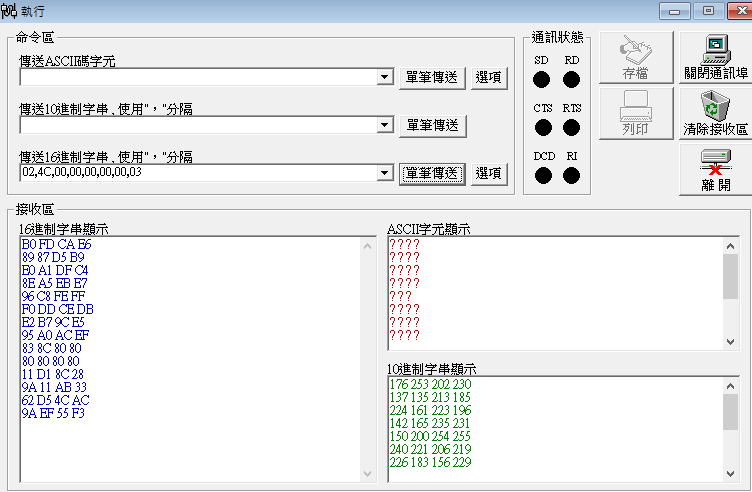 執行
命令區
傳送ASCII碼字元
單筆傳送
選項
傳送10進制字串﹑使用"，"分隔
單筆傳送
傳送16進制字串﹑使用"，"分隔
02,4C,00,00,00,00,00,03
單筆傳送
選項
通訊狀態
SD RD
CTS RTS
DCD RI
存檔
關閉通訊埠
列印
清除接收區
離 開
接收區
16進制字串顯示
B0 FD CA E6
89 87 D5 B9
E0 A1 DF C4
8E A5 EB E7
96 C8 FE FF
F0 DD CE DB
E2 B7 9C E5
95 A0 AC EF
83 8C 80 80
80 80 80 80
11 D1 8C 28
9A 11 AB 33
62 D5 4C AC
9A EF 55 F3
ASCII字元顯示
????
????
????
????
???
????
????
????
10進制字串顯示
176 253 202 230
137 135 213 185
224 161 223 196
142 165 235 231
150 200 254 255
240 221 206 219
226 183 156 229